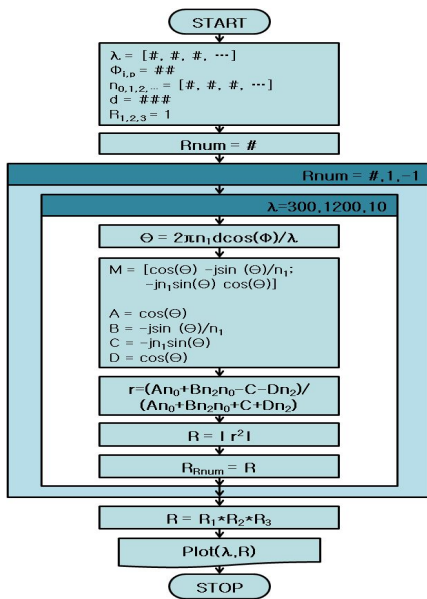 START
λ = [#, #, #, ⋯]
Φi,p = ##
n0,1,2, ... = [#, #, #, ⋯]
d = ###
R1,2,3 = 1
Rnum = #
Rnum = #,1,-1
λ=300,1200,10
Θ = 2πn1dcos(Φ)/λ
M = [cos(Θ) -jsin (Θ)/n1;
-jn1sin(Θ) cos(Θ)]
A = cos(Θ)
B = -jsin (Θ)/n1
C = -jn1sin(Θ)
D = cos(Θ)
r=(An0+Bn2n0-C-Dn2)/
(An0+Bn2n0+C+Dn2)
R = | r2|
RRnum = R
R = R1*R2*R3
Plot(λ,R)
STOP